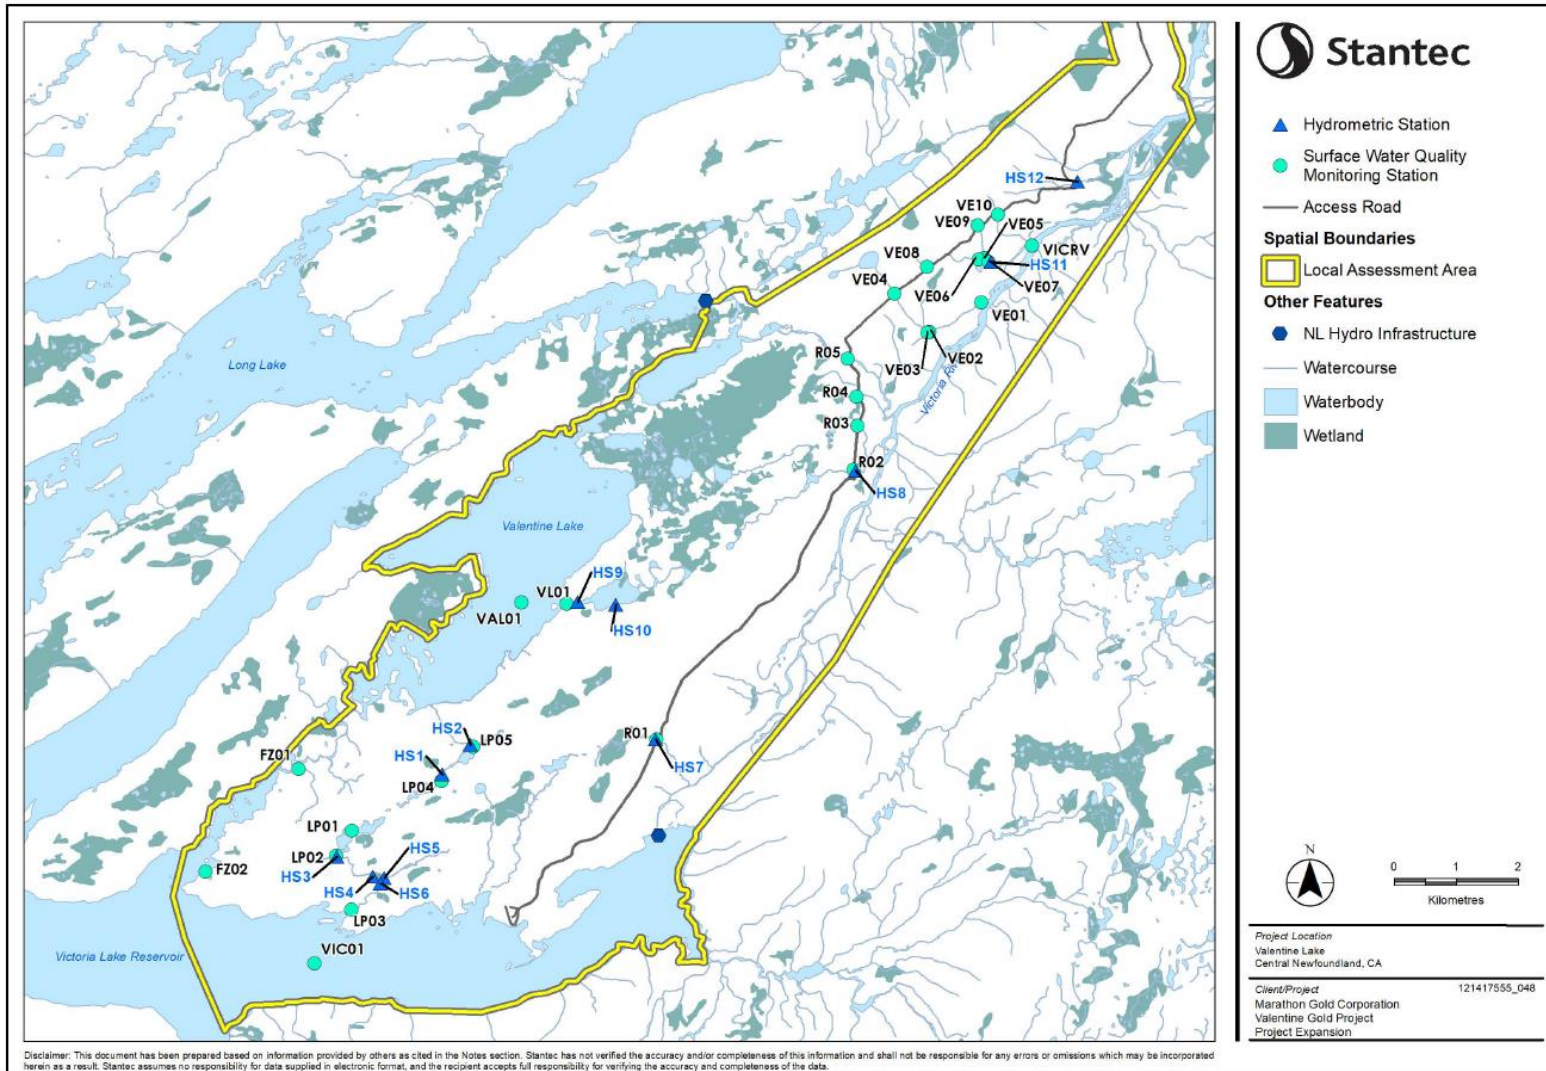 Stantec
Hydrometric Station
Surface Water Quality
Monitoring Station
Access Road
Spatial Boundaries
Local Assessment Area
Other Features
NL Hydro Infrastructure
Watercourse
Waterbody
Wetland
HS12
VE10
VE09
VE05
VICRV
VE08
HS11
VE04
VE06
VE07
VE01
R05
VE02
VE03
Long Lake
Victoria Riv
R04
R03
R02
HS8
Valentine Lake
HS9
VL01
VAL01
HS10
HS2
LP05
R01
FZ01
HS1
HS7
LP04
LP01
HS5
LP02
FZ02
HS3
HS4
HS6
LP03
VIC01
Victoria Lake Reservoir
N
0 1 2
Kilometres
Project Location
Valentine Lake
Central Newfoundland, CA
Client/Project 121417555_048
Marathon Gold Corporation
Valentine Gold Project
Project Expansion
Disclaimer: This document has been prepared based on information provided by others as cited in the Notes section. Stantec has not verified the accuracy and/or completeness of this information and shall not be responsible for any errors or omissions which may be incorporated
herein as a result. Stantec assumes no responsibility for data supplied in electronic format, and the recipient accepts full responsibility for verifying the accuracy and completeness of the data.